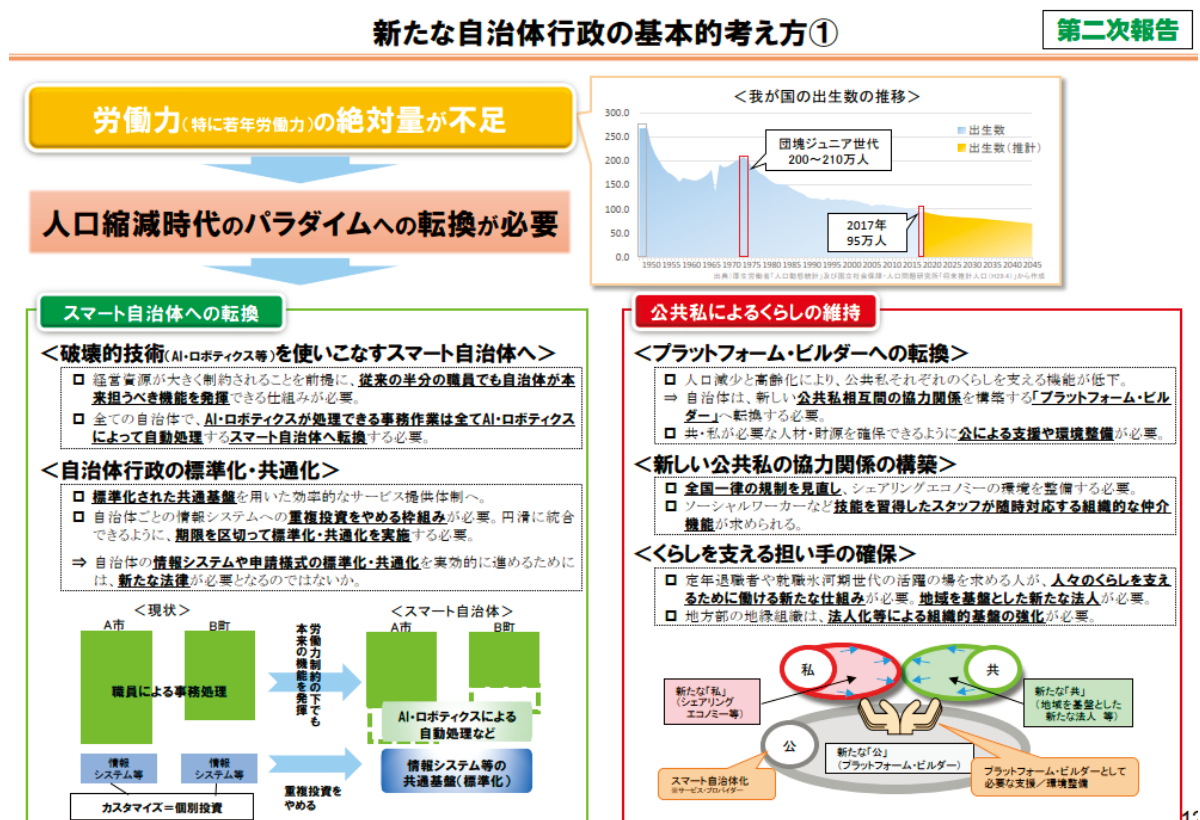 新たな自治体行政の基本的考え方①
第二次報告
労働力(特に若年労働力)の絶対量が不足
人口縮減時代のパラダイムへの転換が必要
＜我が国の出生数の推移＞
300.0
250.0
200.0
150.0
100.0
50.0
0.0
出生数
出生数（推計）
団塊ジュニア世代
200～210万人
2017年
95万人
1950 1955 1960 1965 1970 1975 1980 1985 1990 1995 2000 2005 2010 2015 2020 2025 2030 2035 2040 2045
出典：厚生労働省「人口動態統計」及び国立社会保障・人口問題研究所「将来推計人口（H29.4）」から作成
スマート自治体への転換
＜破壊的技術(AI・ロボティクス等)を使いこなすスマート自治体へ＞
経営資源が大きく制約されることを前提に、従来の半分の職員でも自治体が本
来担うべき機能を発揮できる仕組みが必要。
全ての自治体で、AI・ロボティクスが処理できる事務作業は全てAI・ロボティクス
によって自動処理するスマート自治体へ転換する必要。
＜自治体行政の標準化・共通化＞
標準化された共通基盤を用いた効率的なサービス提供体制へ。
自治体ごとの情報システムへの重複投資をやめる枠組みが必要。円滑に統合
できるように、期限を区切って標準化・共通化を実施する必要。
⇒ 自治体の情報システムや申請様式の標準化・共通化を実効的に進めるために
は、新たな法律が必要となるのではないか。
＜現状＞
A市
B町
職員による事務処理
情報
システム等
情報
システム等
カスタマイズ＝個別投資
労働力制約の下でも
本来の機能を発揮
重複投資を
やめる
＜スマート自治体＞
A市
B町
AI・ロボティクスによる
自動処理など
情報システム等の
共通基盤（標準化）
公共私によるくらしの維持
＜プラットフォーム・ビルダーへの転換＞
人口減少と高齢化により、公共私それぞれのくらしを支える機能が低下。
⇒ 自治体は、新しい公共私相互間の協力関係を構築する「プラットフォーム・ビル
ダー」へ転換する必要。
共・私が必要な人材・財源を確保できるように公による支援や環境整備が必要。
＜新しい公共私の協力関係の構築＞
全国一律の規制を見直し、シェアリングエコノミーの環境を整備する必要。
ソーシャルワーカーなど技能を習得したスタッフが随時対応する組織的な仲介
機能が求められる。
＜くらしを支える担い手の確保＞
定年退職者や就職氷河期世代の活躍の場を求める人が、人々のくらしを支え
るために働ける新たな仕組みが必要。地域を基盤とした新たな法人が必要。
地方部の地縁組織は、法人化等による組織的基盤の強化が必要。
私
共
新たな「私」
（シェアリング
エコノミー等）
新たな「共」
（地域を基盤とした
新たな法人 等）
公
新たな「公」
（プラットフォーム・ビルダー）
スマート自治体化
※サービス・プロバイダー
プラットフォーム・ビルダーとして
必要な支援／環境整備